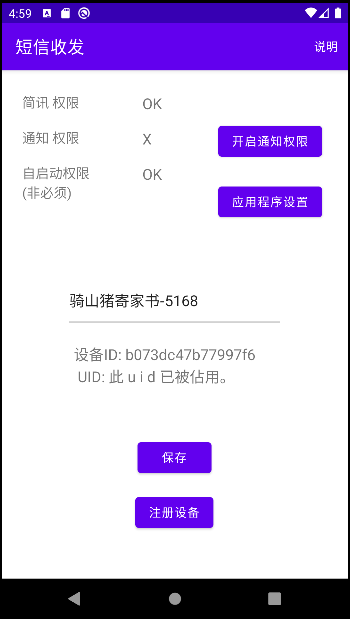 4:59
短信收发
说明
简讯 权限
OK
通知 权限
X
开启通知权限
自启动权限
(非必须)
OK
应用程序设置
骑山猪寄家书-5168
设备ID: b073dc47b77997f6
UID: 此 u i d 已被佔用。
保存
注册设备